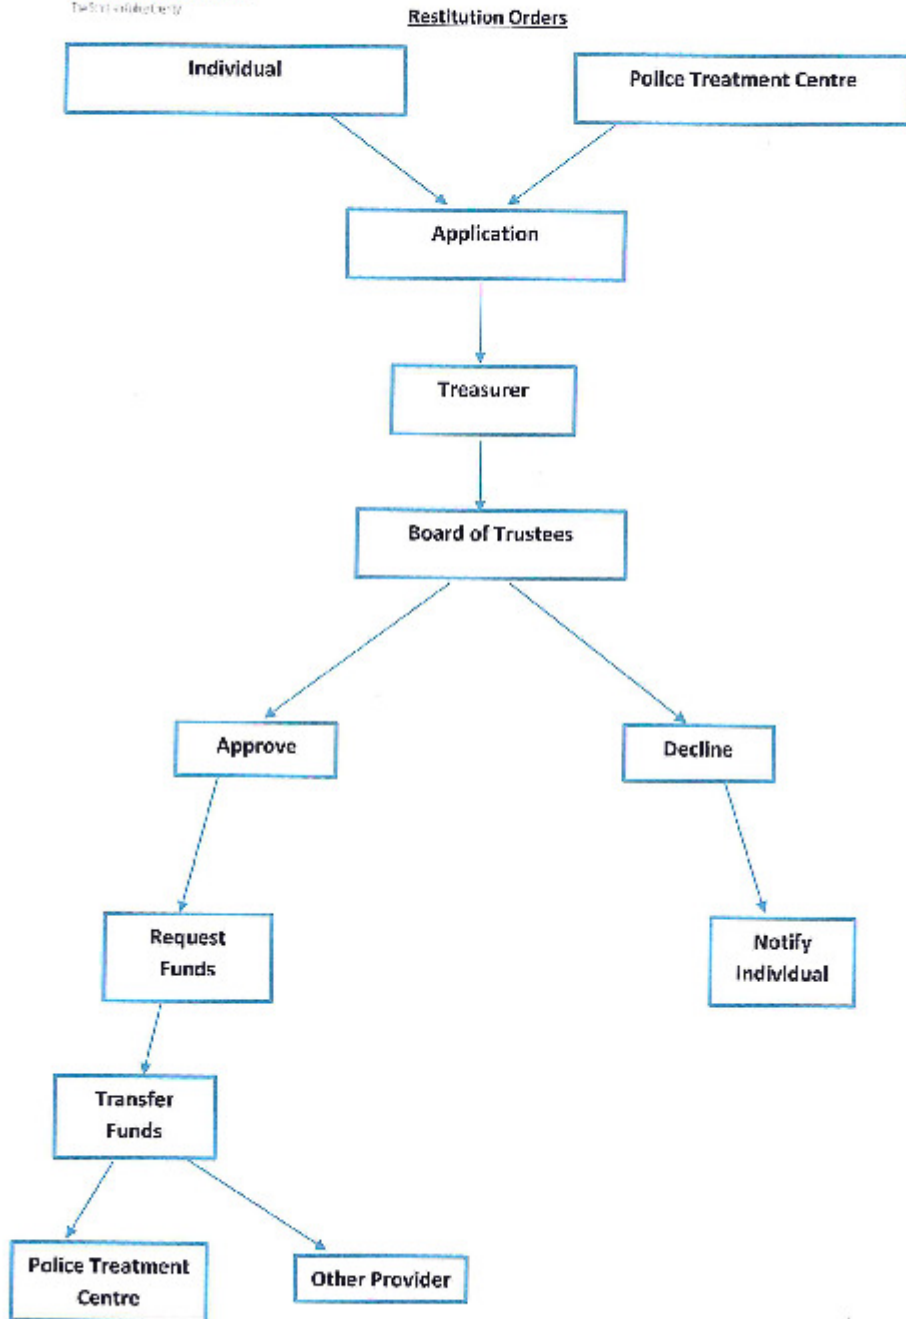 Restitution Orders
Individual
Police Treatment Centre
Application
Treasurer
Board of Trustees
Approve
Decline
Request
Funds
Notify
Individual
Transfer
Funds
Police Treatment
Centre
Other Provider